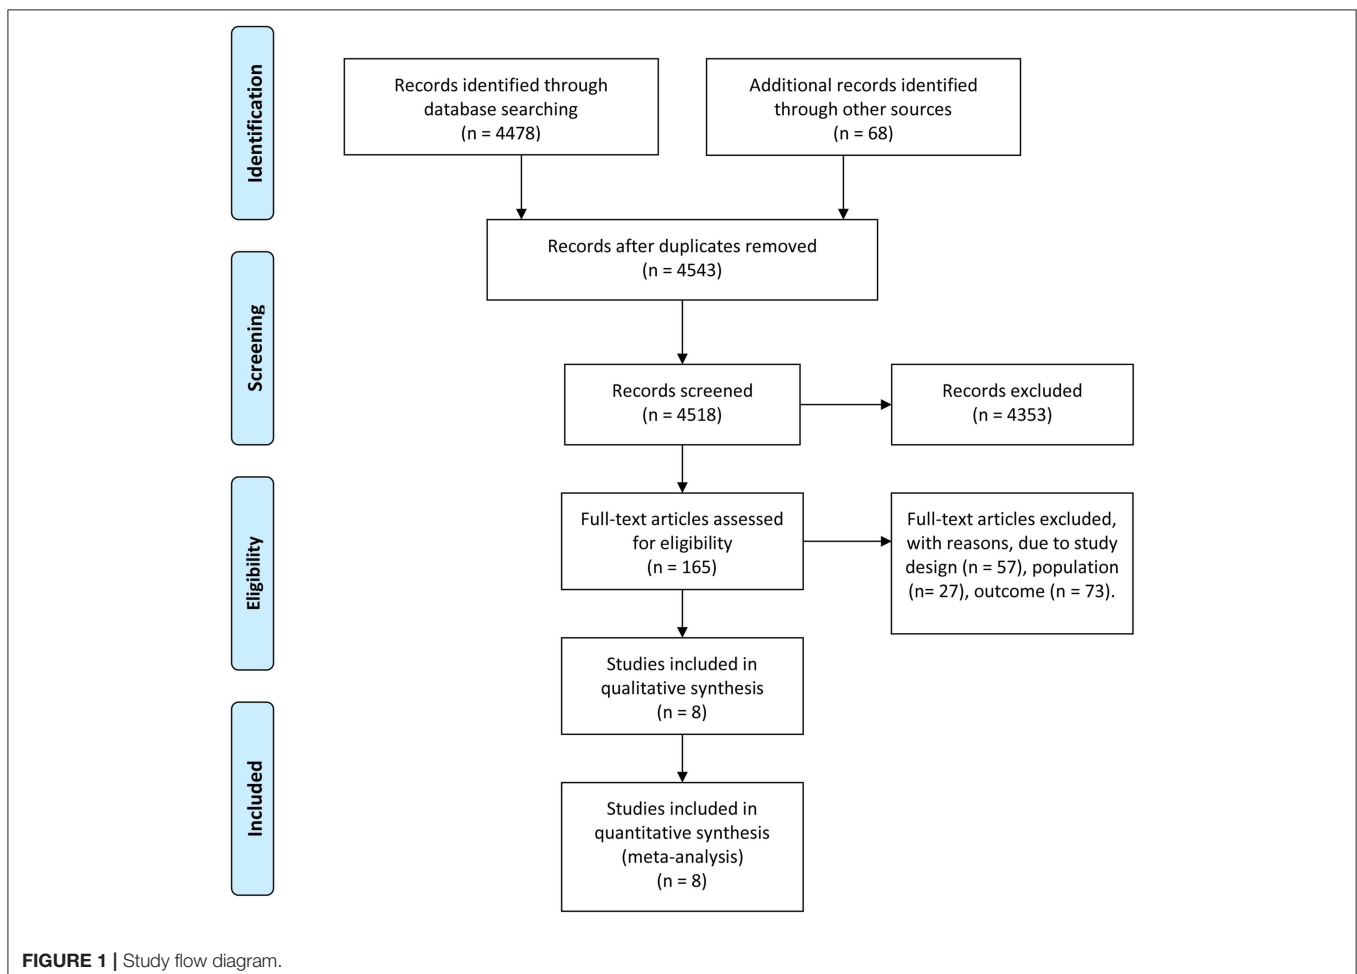 Identification
Records identified through
database searching
(n = 4478)
Additional records identified
through other sources
(n = 68)
Records after duplicates removed
(n = 4543)
Screening
Records screened
(n = 4518)
Records excluded
(n = 4353)
Eligibility
Full-text articles assessed
for eligibility
(n = 165)
Full-text articles excluded,
with reasons, due to study
design (n = 57), population
(n= 27), outcome (n = 73).
Studies included in
qualitative synthesis
(n = 8)
Included
Studies included in
quantitative synthesis
(meta-analysis)
(n = 8)
FIGURE 1 | Study flow diagram.